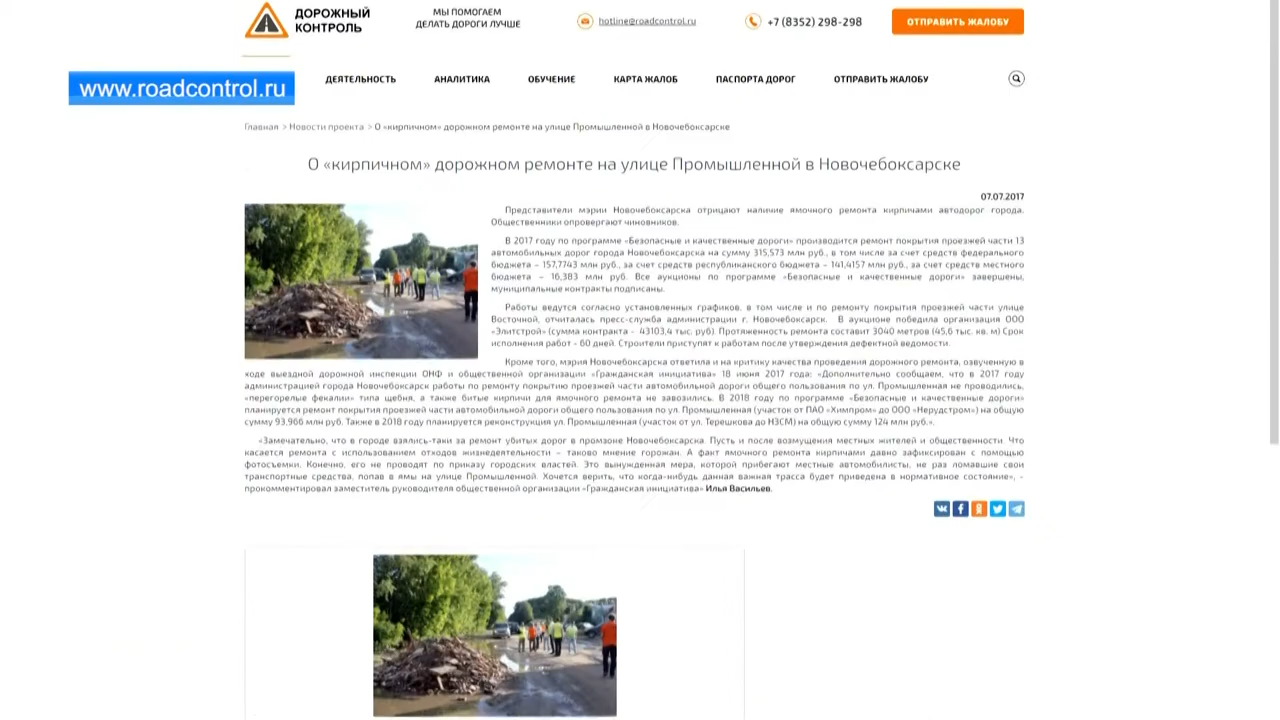 ДОРОЖНЫЙ
КОНТРОЛЬ
МЫ ПОМОГАЕМ
ДЕЛАТЬ ДОРОГИ ЛУЧШЕ
hotline@roadcontrol.ru
+7 (8352) 298-298
ОТПРАВИТЬ ЖАЛОБУ
www.roadcontrol.ru
ДЕЯТЕЛЬНОСТЬ
АНАЛИТИКА
ОБУЧЕНИЕ
КАРТА ЖАЛОБ
ПАСПОРТА ДОРОГ
ОТПРАВИТЬ ЖАЛОБУ
Главная > Новости проекта > О «кирпичном» дорожном ремонте на улице Промышленной в Новочебоксарске
О «кирпичном» дорожном ремонте на улице Промышленной в Новочебоксарске
07.07.2017
Представители мэрии Новочебоксарска отрицают наличие ямочного ремонта кирпичами автодорог города.
Общественники опровергают чиновников.
В 2017 году по программе «Безопасные и качественные дороги» производится ремонт покрытия проезжей части 13
автомобильных дорог города Новочебоксарска на сумму 315,573 млн руб., в том числе за счет средств федерального
бюджета – 157,7743 млн руб., за счет средств республиканского бюджета – 141,4157 млн руб., за счет средств местного
бюджета – 16,383 млн руб. Все аукционы по программе «Безопасные и качественные дороги» завершены,
муниципальные контракты подписаны.
Работы ведутся согласно установленных графиков, в том числе и по ремонту покрытия проезжей части улице
Восточной, отчиталась пресс-служба администрации г. Новочебоксарск. В аукционе победила организация ООО
«Элитстрой» (сумма контракта - 43103,4 тыс. руб). Протяженность ремонта составит 3040 метров (45,6 тыс. кв. м) Срок
исполнения работ - 60 дней. Строители приступят к работам после утверждения дефектной ведомости.
Кроме того, мэрия Новочебоксарска ответила и на критику качества проведения дорожного ремонта, озвученную в
ходе выездной дорожной инспекции ОНФ и общественной организации «Гражданская инициатива» 18 июня 2017 года: «Дополнительно сообщаем, что в 2017 году
администрацией города Новочебоксарск работы по ремонту покрытию проезжей части автомобильной дороги общего пользования по ул. Промышленная не проводились,
«перегорелые фекалии» типа щебня, а также битые кирпичи для ямочного ремонта не завозились. В 2018 году по программе «Безопасные и качественные дороги»
планируется ремонт покрытия проезжей части автомобильной дороги общего пользования по ул. Промышленная (участок от ПАО «Химпром» до ООО «Нерудстром») на общую
сумму 93,966 млн руб. Также в 2018 году планируется реконструкция ул. Промышленная (участок от ул. Терешкова до НЗСМ) на общую сумму 124 млн руб.».
«Замечательно, что в городе взялись-таки за ремонт убитых дорог в промзоне Новочебоксарска. Пусть и после возмущения местных жителей и общественности. Что
касается ремонта с использованием отходов жизнедеятельности – таково мнение горожан. А факт ямочного ремонта кирпичами давно зафиксирован с помощью
фотосъемки. Конечно, его не проводят по приказу городских властей. Это вынужденная мера, которой прибегают местные автомобилисты, не раз ломавшие свои
транспортные средства, попав в ямы на улице Промышленной. Хочется верить, что когда-нибудь данная важная трасса будет приведена в нормативное состояние», -
прокомментировал заместитель руководителя общественной организации «Гражданская инициатива» Илья Васильев.